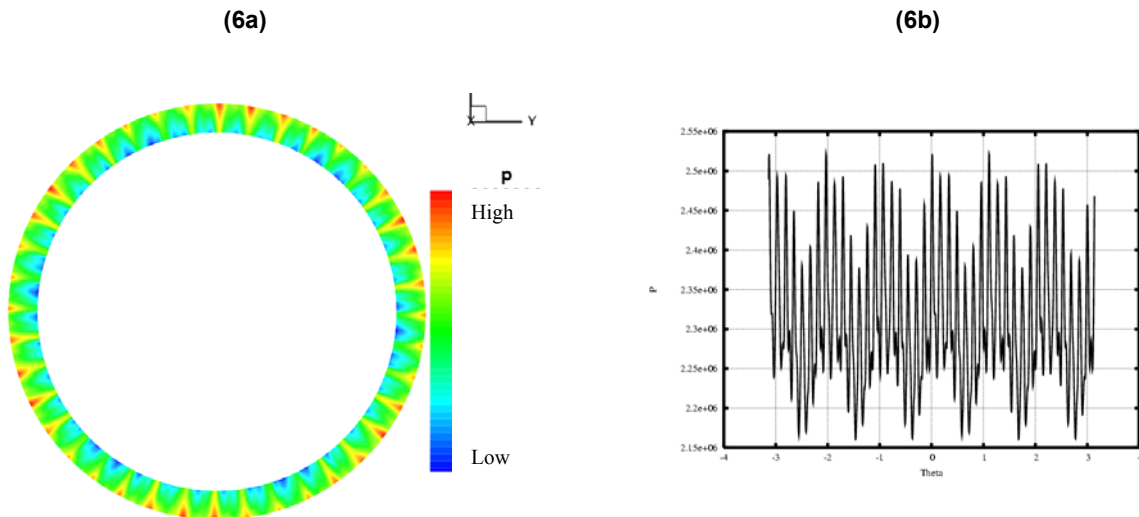 (6a)
(6b)
X Y
p
High
Low
2.55e+06
2.5e+06
2.45e+06
2.4e+06
2.35e+06
2.3e+06
2.25e+06
2.2e+06
2.15e+06
P
-4 -3 -2 -1 0 1 2 3 4
Theta